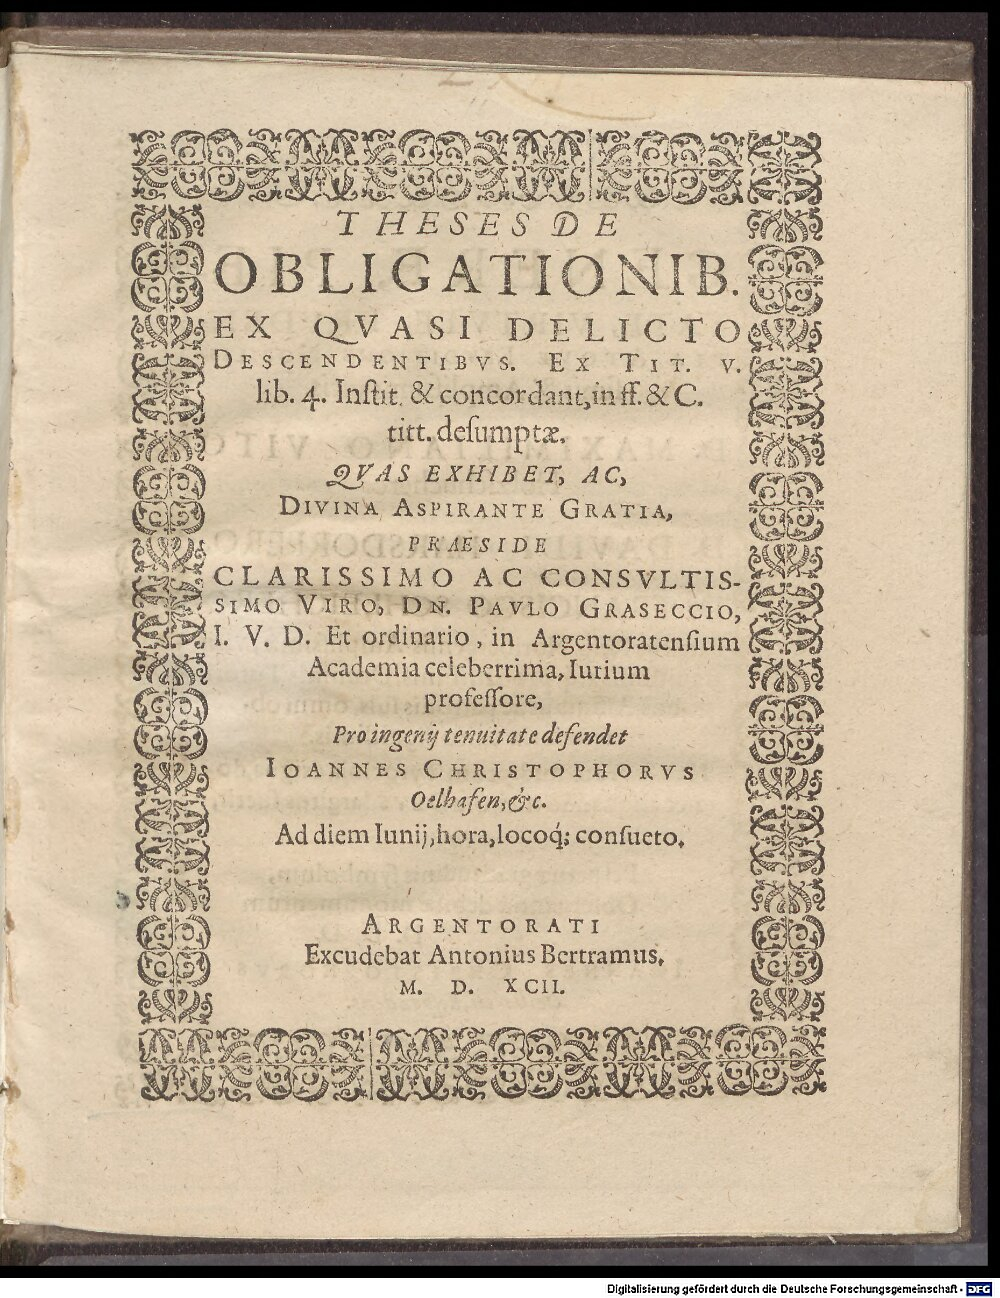 THESES DE
OBLIGATIONIB.
EX QVASI DELICTO
DESCENDENTIBVS. EX TIT. V.
lib. 4. Instit. & concordant, in ff. & C.
titt. desumptæ.
QVAS EXHIBET, AC,
DIVINA ASPIRANTE GRATIA,
PRAESIDE
CLARISSIMO AC CONSVLTIS-
SIMO VIRO, DN. PAVLO GRASECCIO,
I. V. D. Et ordinario, in Argentoratensium
Academia celeberrima, Iurium
professore,
Pro ingenij tenuitate defendet
IOANNES CHRISTOPHORVS
Oelhafen, &c.
Ad diem Iunij, hora, locoq́; consueto.
ARGENTORATI
Excudebat Antonius Bertramus.
M. D. XCII.
Digitalisierung gefördert durch die Deutsche Forschungsgemeinschaft - DFG